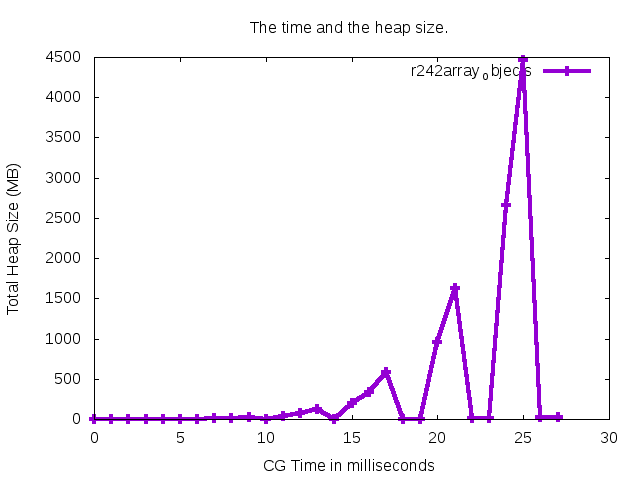 The time and the heap size.
r242array_objects
Total Heap Size (MB)
4500
4000
3500
3000
2500
2000
1500
1000
500
0
0 5 10 15 20 25 30
CG Time in milliseconds